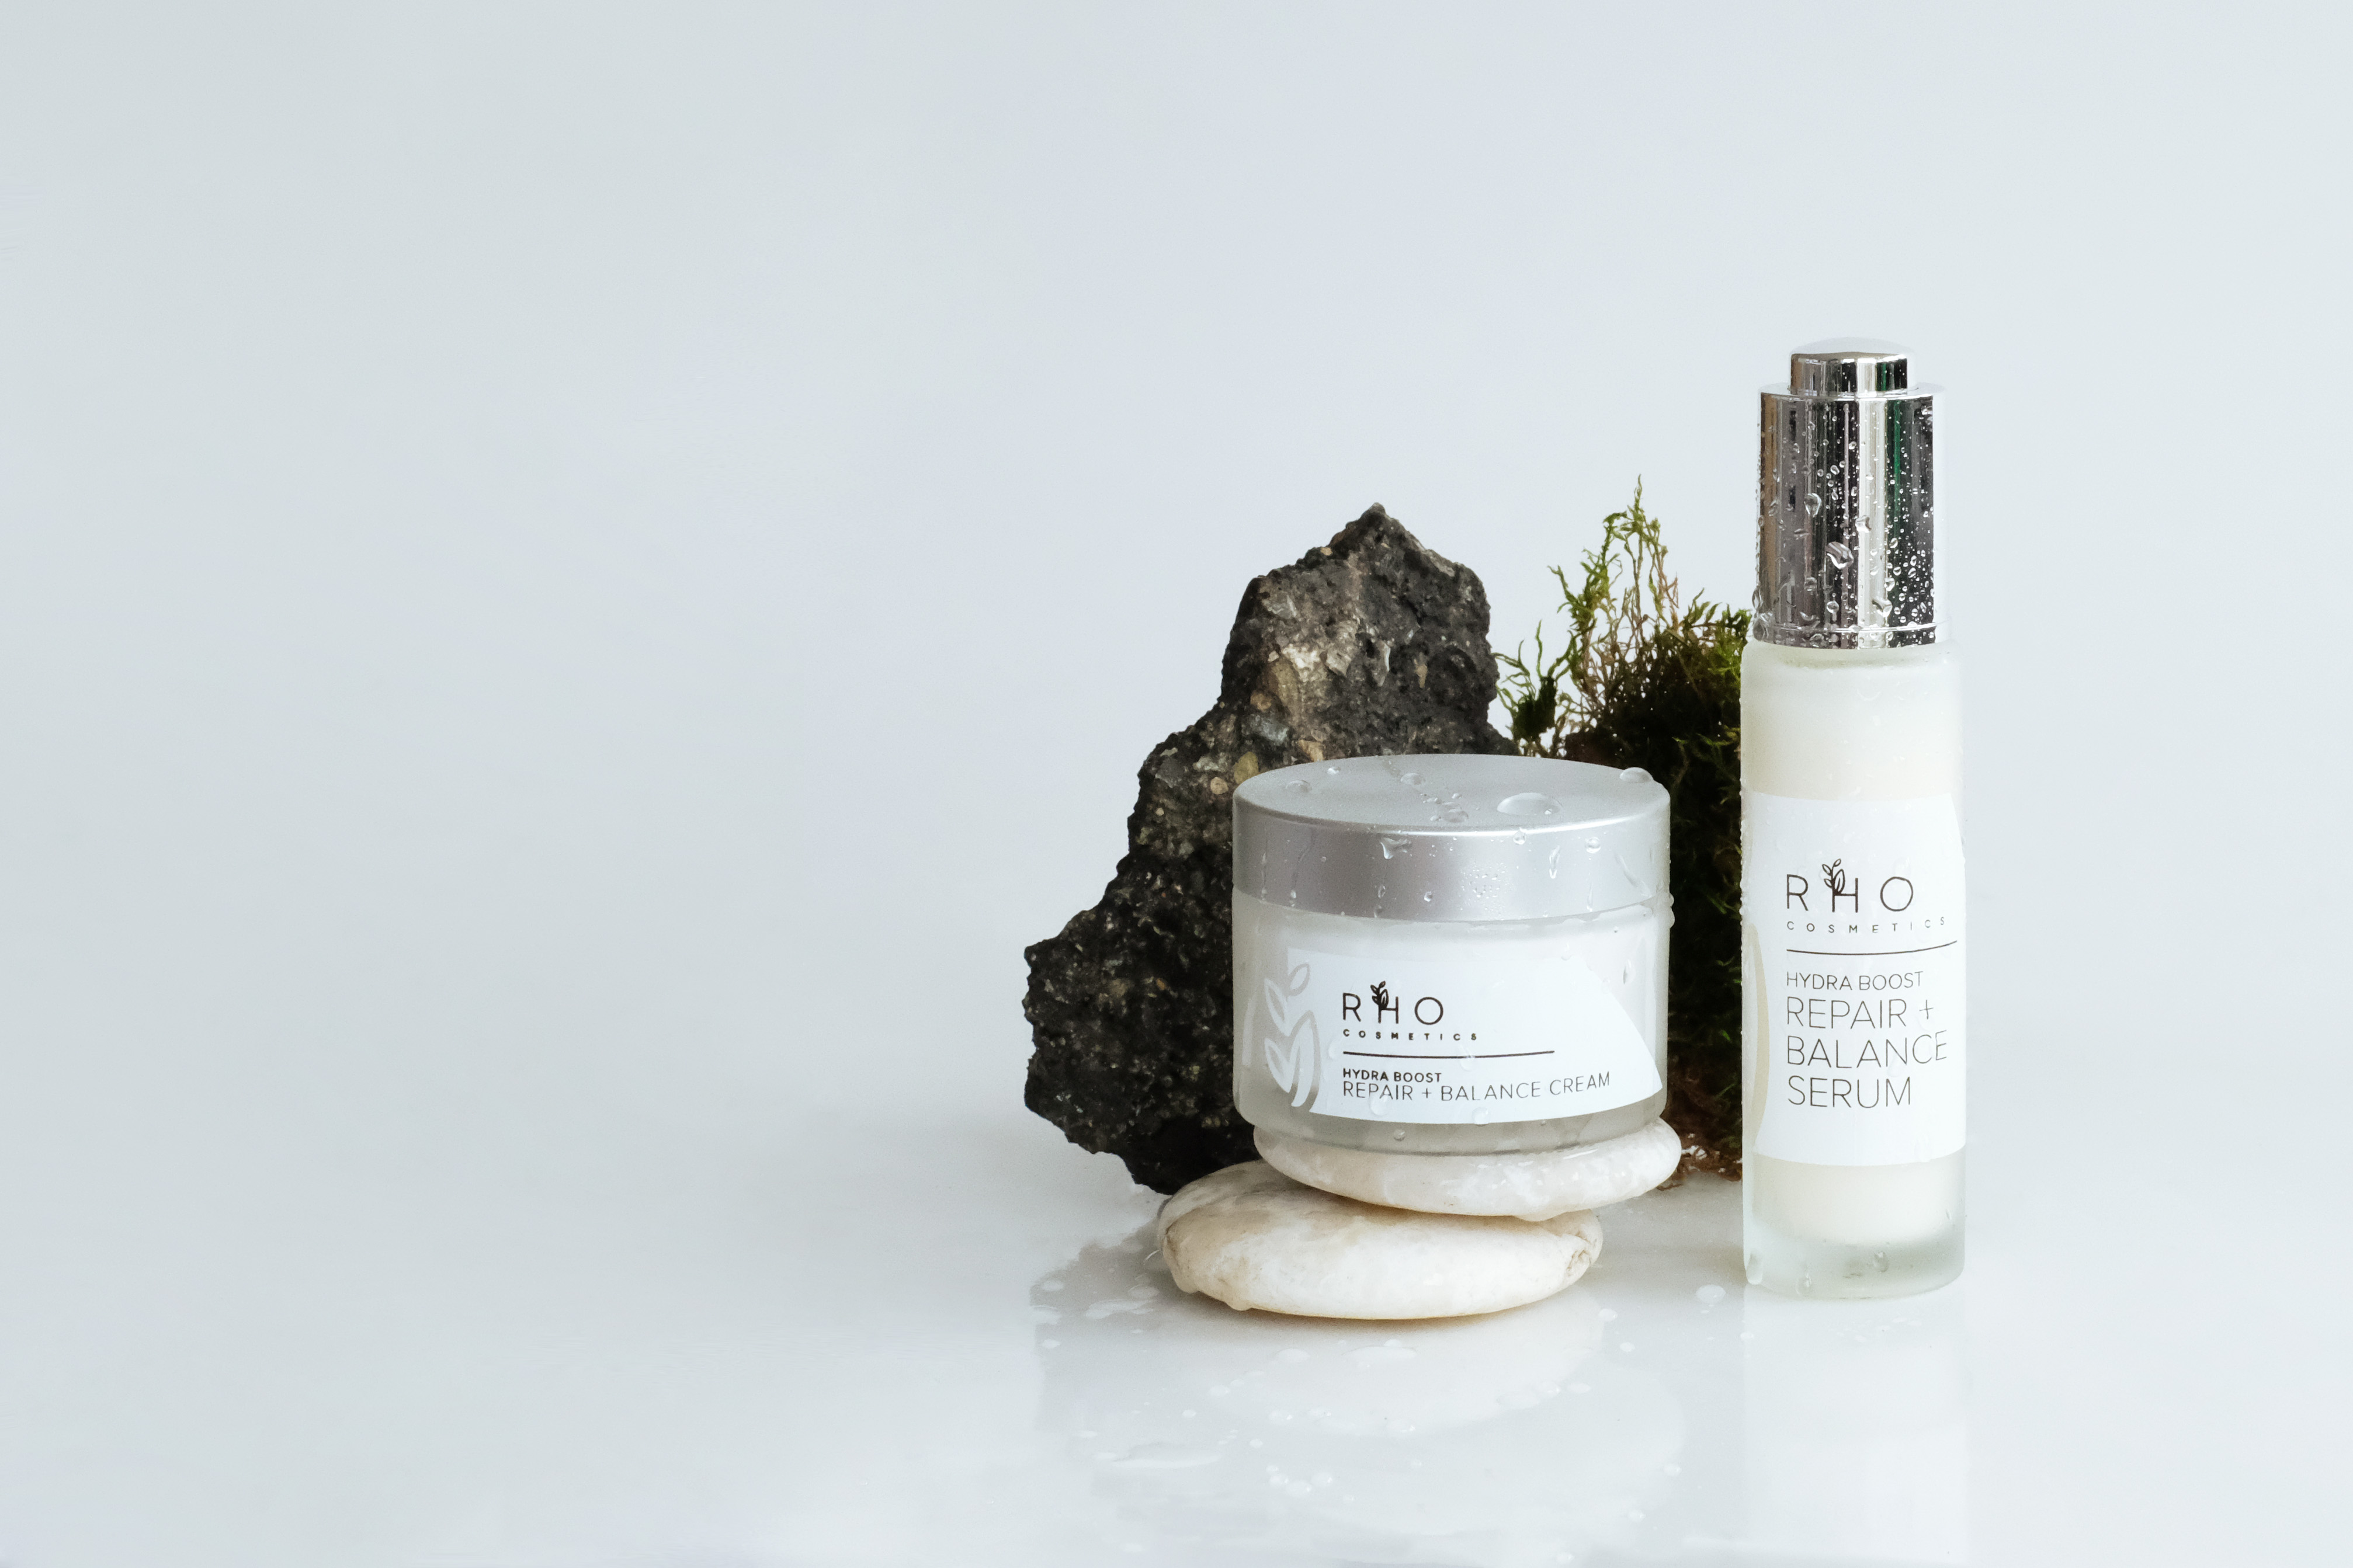 RHO
COSMETICS
HYDRA BOOST
REPAIR + BALANCE CREAM
RHO
COSMETICS
HYDRA BOOST
REPAIR +
BALANCE
SERUM